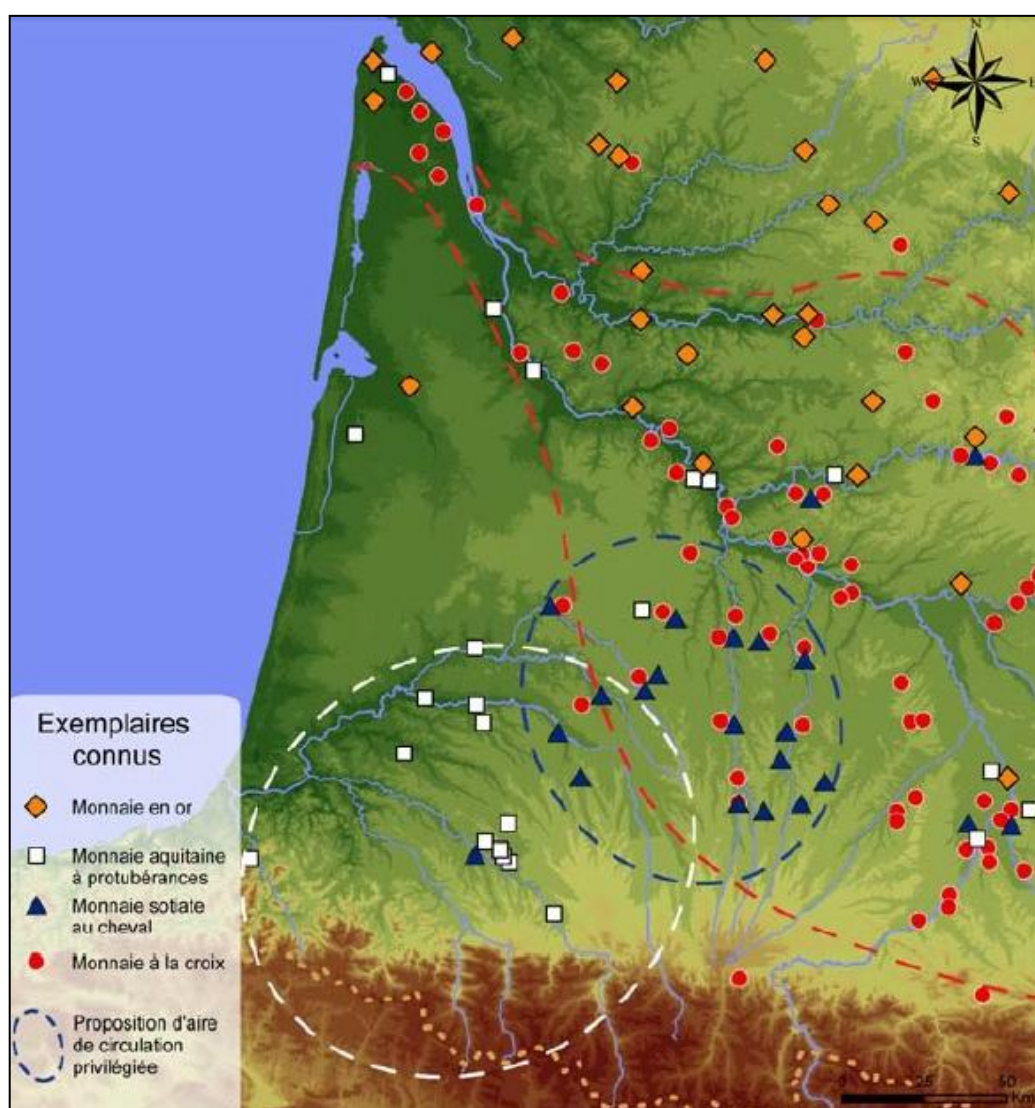 N
W
E
S
Exemplaires
connus
Monnaie en or
Monnaie aquitaine
à protubérances
Monnaie sotiate
au cheval
Monnaie à la croix
Proposition d'aire
de circulation
privilégiée
0 25 50
Km